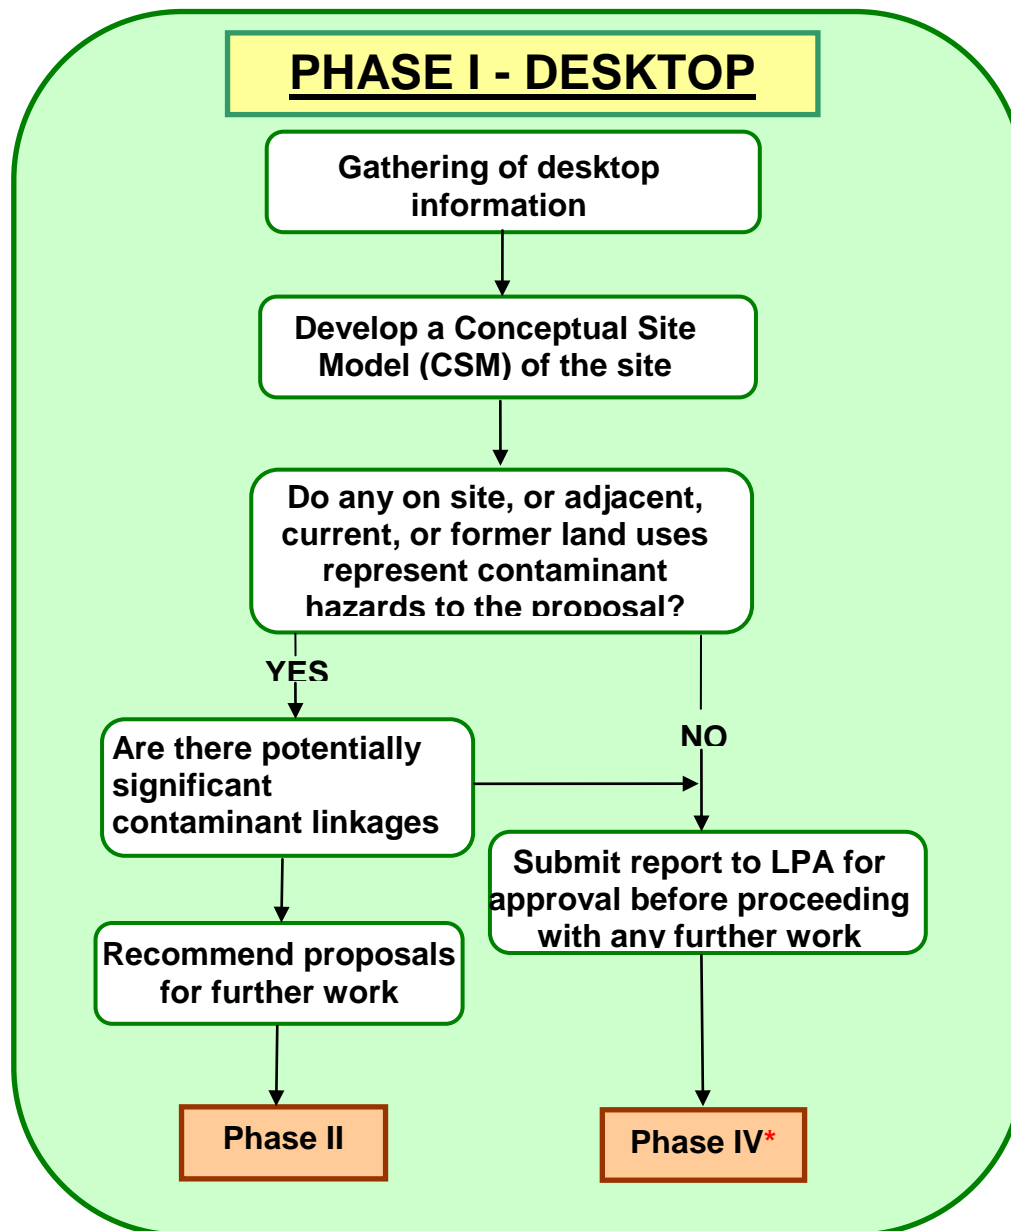 PHASE I - DESKTOP
Gathering of desktop
information
Develop a Conceptual Site
Model (CSM) of the site
Do any on site, or adjacent,
current, or former land uses
represent contaminant
hazards to the proposal?
YES
NO
Are there potentially
significant
contaminant linkages
Submit report to LPA for
approval before proceeding
with any further work
Recommend proposals
for further work
Phase II
Phase IV*